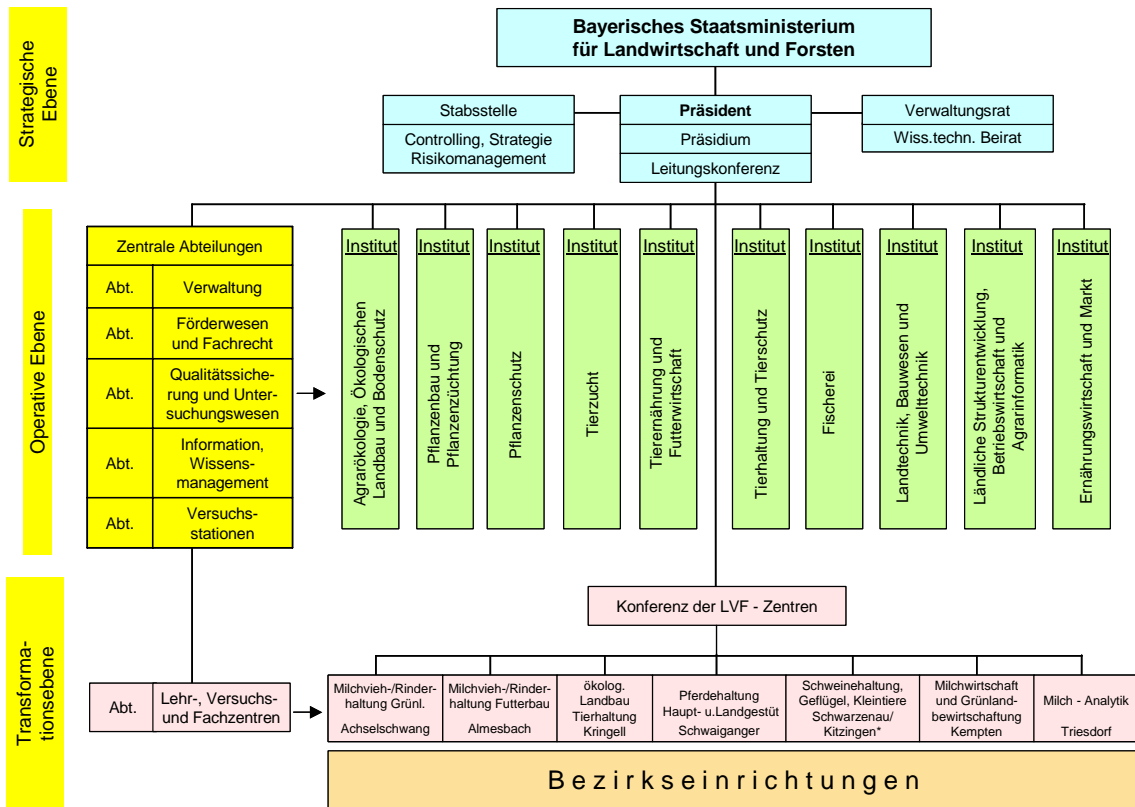 Strategische
Ebene
Bayerisches Staatsministerium
für Landwirtschaft und Forsten
Stabsstelle
Controlling, Strategie
Risikomanagement
Präsident
Präsidium
Leitungskonferenz
Verwaltungsrat
Wiss.techn. Beirat
Operative Ebene
Zentrale Abteilungen
Abt. Verwaltung
Abt. Förderwesen
und Fachrecht
Abt. Qualitätssiche-
rung und Unter-
suchungswesen
Abt. Information,
Wissens-
management
Abt. Versuchs-
stationen
Institut
Agrarökologie, Ökologischen
Landbau und Bodenschutz
Institut
Pflanzenbau und
Pflanzenzüchtung
Institut
Pflanzenschutz
Institut
Tierzucht
Institut
Tierernährung und
Futterwirtschaft
Institut
Tierhaltung und Tierschutz
Institut
Fischerei
Institut
Landtechnik, Bauwesen und
Umwelttechnik
Institut
Ländliche Strukturentwicklung,
Betriebswirtschaft und
Agrarinformatik
Institut
Ernährungswirtschaft und Markt
Transforma-
tionsebene
Konferenz der LVF - Zentren
Abt. Lehr-, Versuchs-
und Fachzentren
Milchvieh-/Rinder-
haltung Grünl.
Achselschwang
Milchvieh-/Rinder-
haltung Futterbau
Almesbach
ökolog.
Landbau
Tierhaltung
Kringell
Pferdehaltung
Haupt- u.Landgestüt
Schwaiganger
Schweinehaltung,
Geflügel, Kleintiere
Schwarzenau/
Kitzingen*
Milchwirtschaft
und Grünland-
bewirtschaftung
Kempten
Milch - Analytik
Triesdorf
Bezirkseinrichtungen